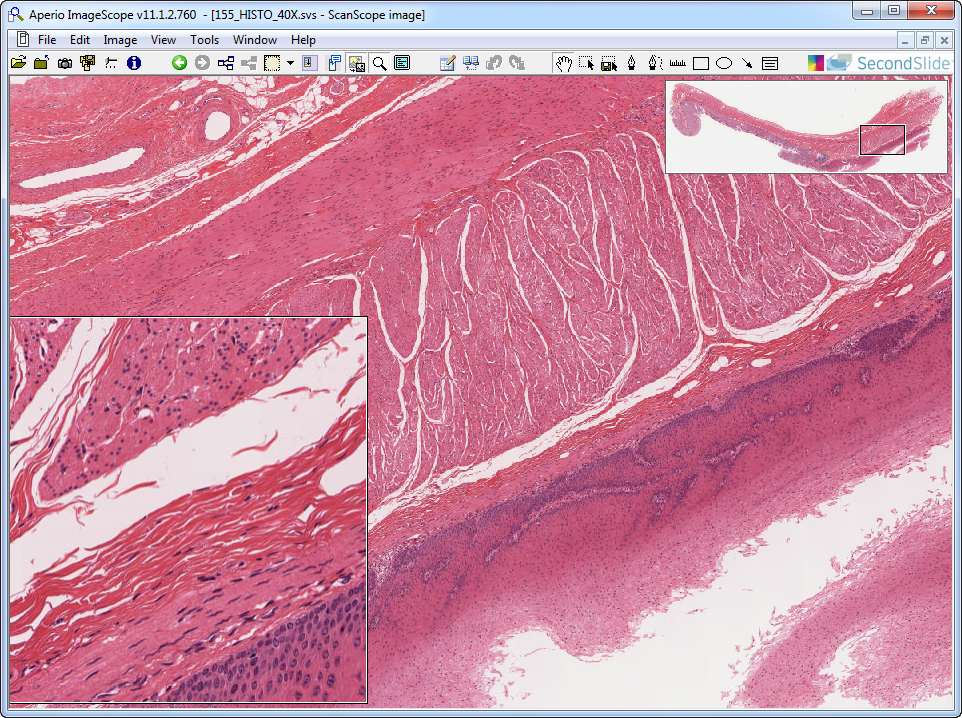 Aperio ImageScope v11.1.2.760 - [155_HISTO_40X.svs - ScanScope image]
File Edit Image View Tools Window Help
SecondSlide